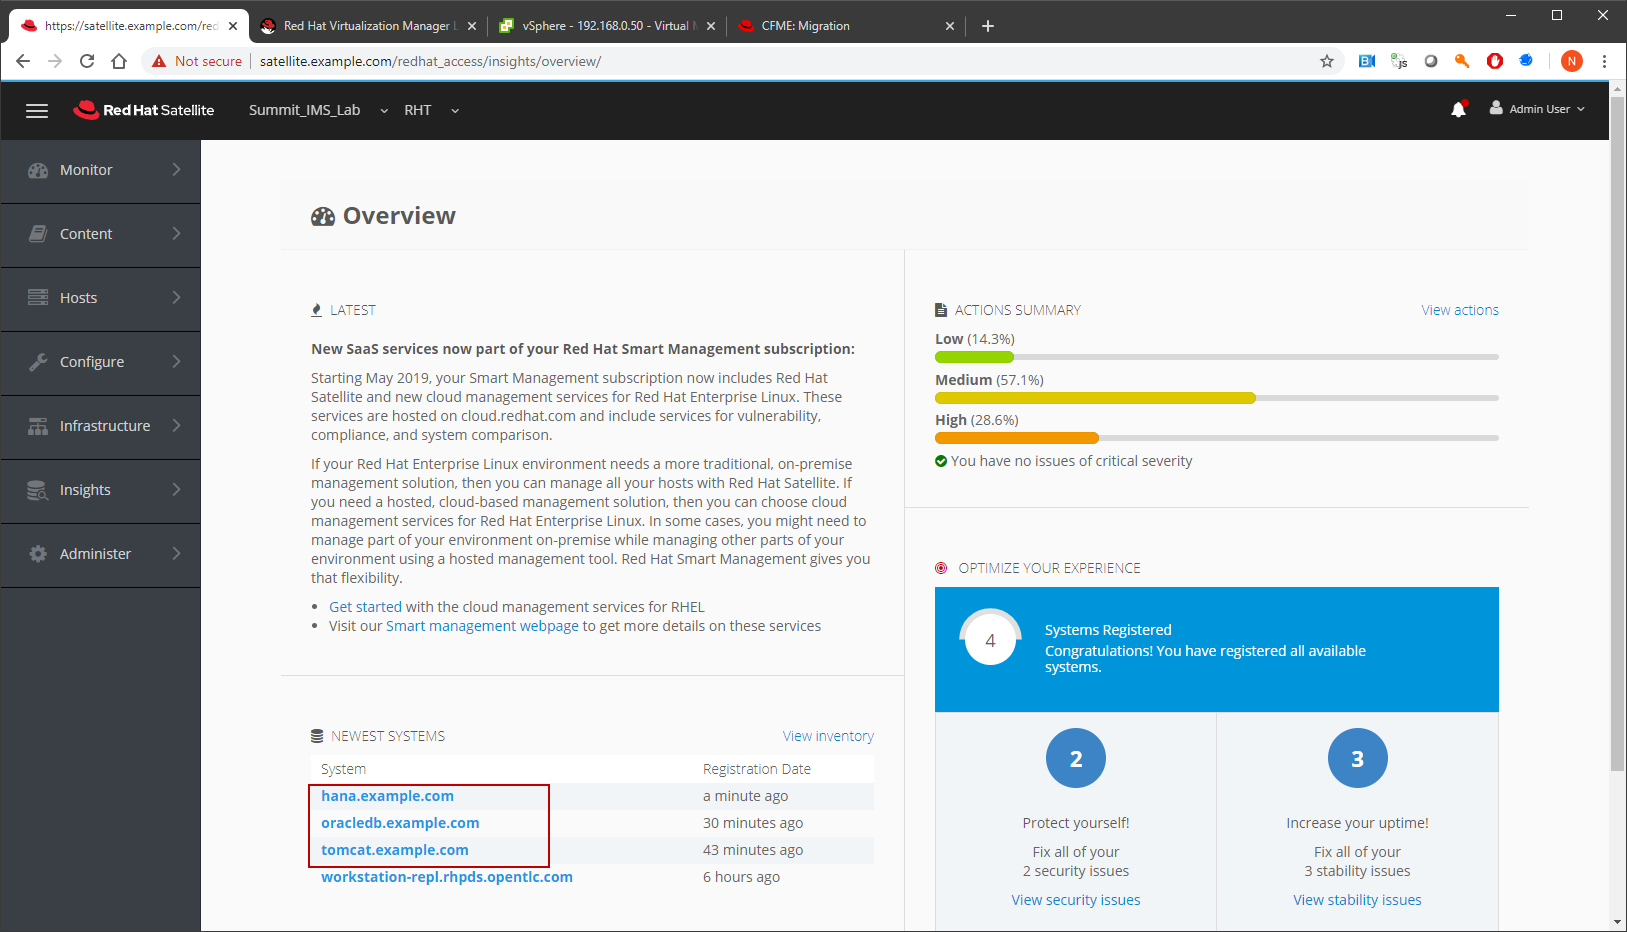 https://satellite.example.com/red
Red Hat Virtualization Manager L
vSphere - 192.168.0.50 - Virtual M
CFME: Migration
Not secure
satellite.example.com/redhat_access/insights/overview/
B
js
N
Red Hat Satellite
Summit_IMS_Lab
RHT
Admin User
Monitor
Content
Hosts
Configure
Infrastructure
Insights
Administer
Overview
LATEST
New SaaS services now part of your Red Hat Smart Management subscription:
Starting May 2019, your Smart Management subscription now includes Red Hat
Satellite and new cloud management services for Red Hat Enterprise Linux. These
services are hosted on cloud.redhat.com and include services for vulnerability,
compliance, and system comparison.
If your Red Hat Enterprise Linux environment needs a more traditional, on-premise
management solution, then you can manage all your hosts with Red Hat Satellite. If
you need a hosted, cloud-based management solution, then you can choose cloud
management services for Red Hat Enterprise Linux. In some cases, you might need to
manage part of your environment on-premise while managing other parts of your
environment using a hosted management tool. Red Hat Smart Management gives you
that flexibility.
• Get started with the cloud management services for RHEL
• Visit our Smart management webpage to get more details on these services
NEWEST SYSTEMS
View inventory
System Registration Date
hana.example.com a minute ago
oracledb.example.com 30 minutes ago
tomcat.example.com 43 minutes ago
workstation-repl.rhpds.opentlc.com 6 hours ago
ACTIONS SUMMARY
View actions
Low (14.3%)
Medium (57.1%)
High (28.6%)
You have no issues of critical severity
OPTIMIZE YOUR EXPERIENCE
4
Systems Registered
Congratulations! You have registered all available
systems.
2
Protect yourself!
Fix all of your
2 security issues
View security issues
3
Increase your uptime!
Fix all of your
3 stability issues
View stability issues